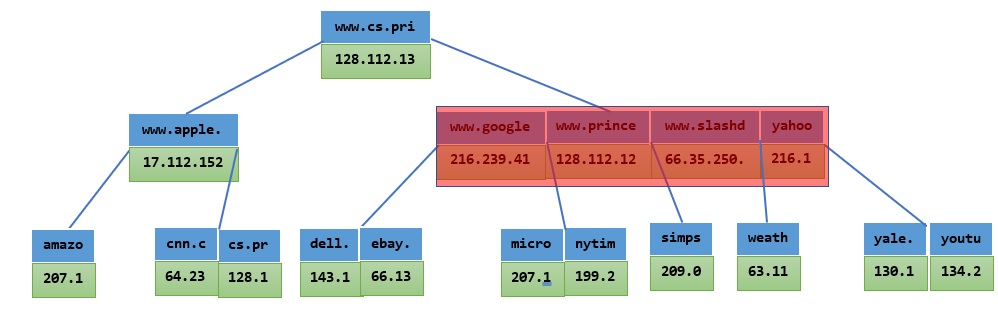 www.cs.pri
128.112.13
www.apple.
17.112.152
www.google www.prince www.slashd yahoo
216.239.41 128.112.12 66.35.250. 216.1
amazo
207.1
cnn.c cs.pr
64.23 128.1
dell. ebay.
143.1 66.13
micro nytim
207.1 199.2
simps
209.0
weath
63.11
yale. youtu
130.1 134.2